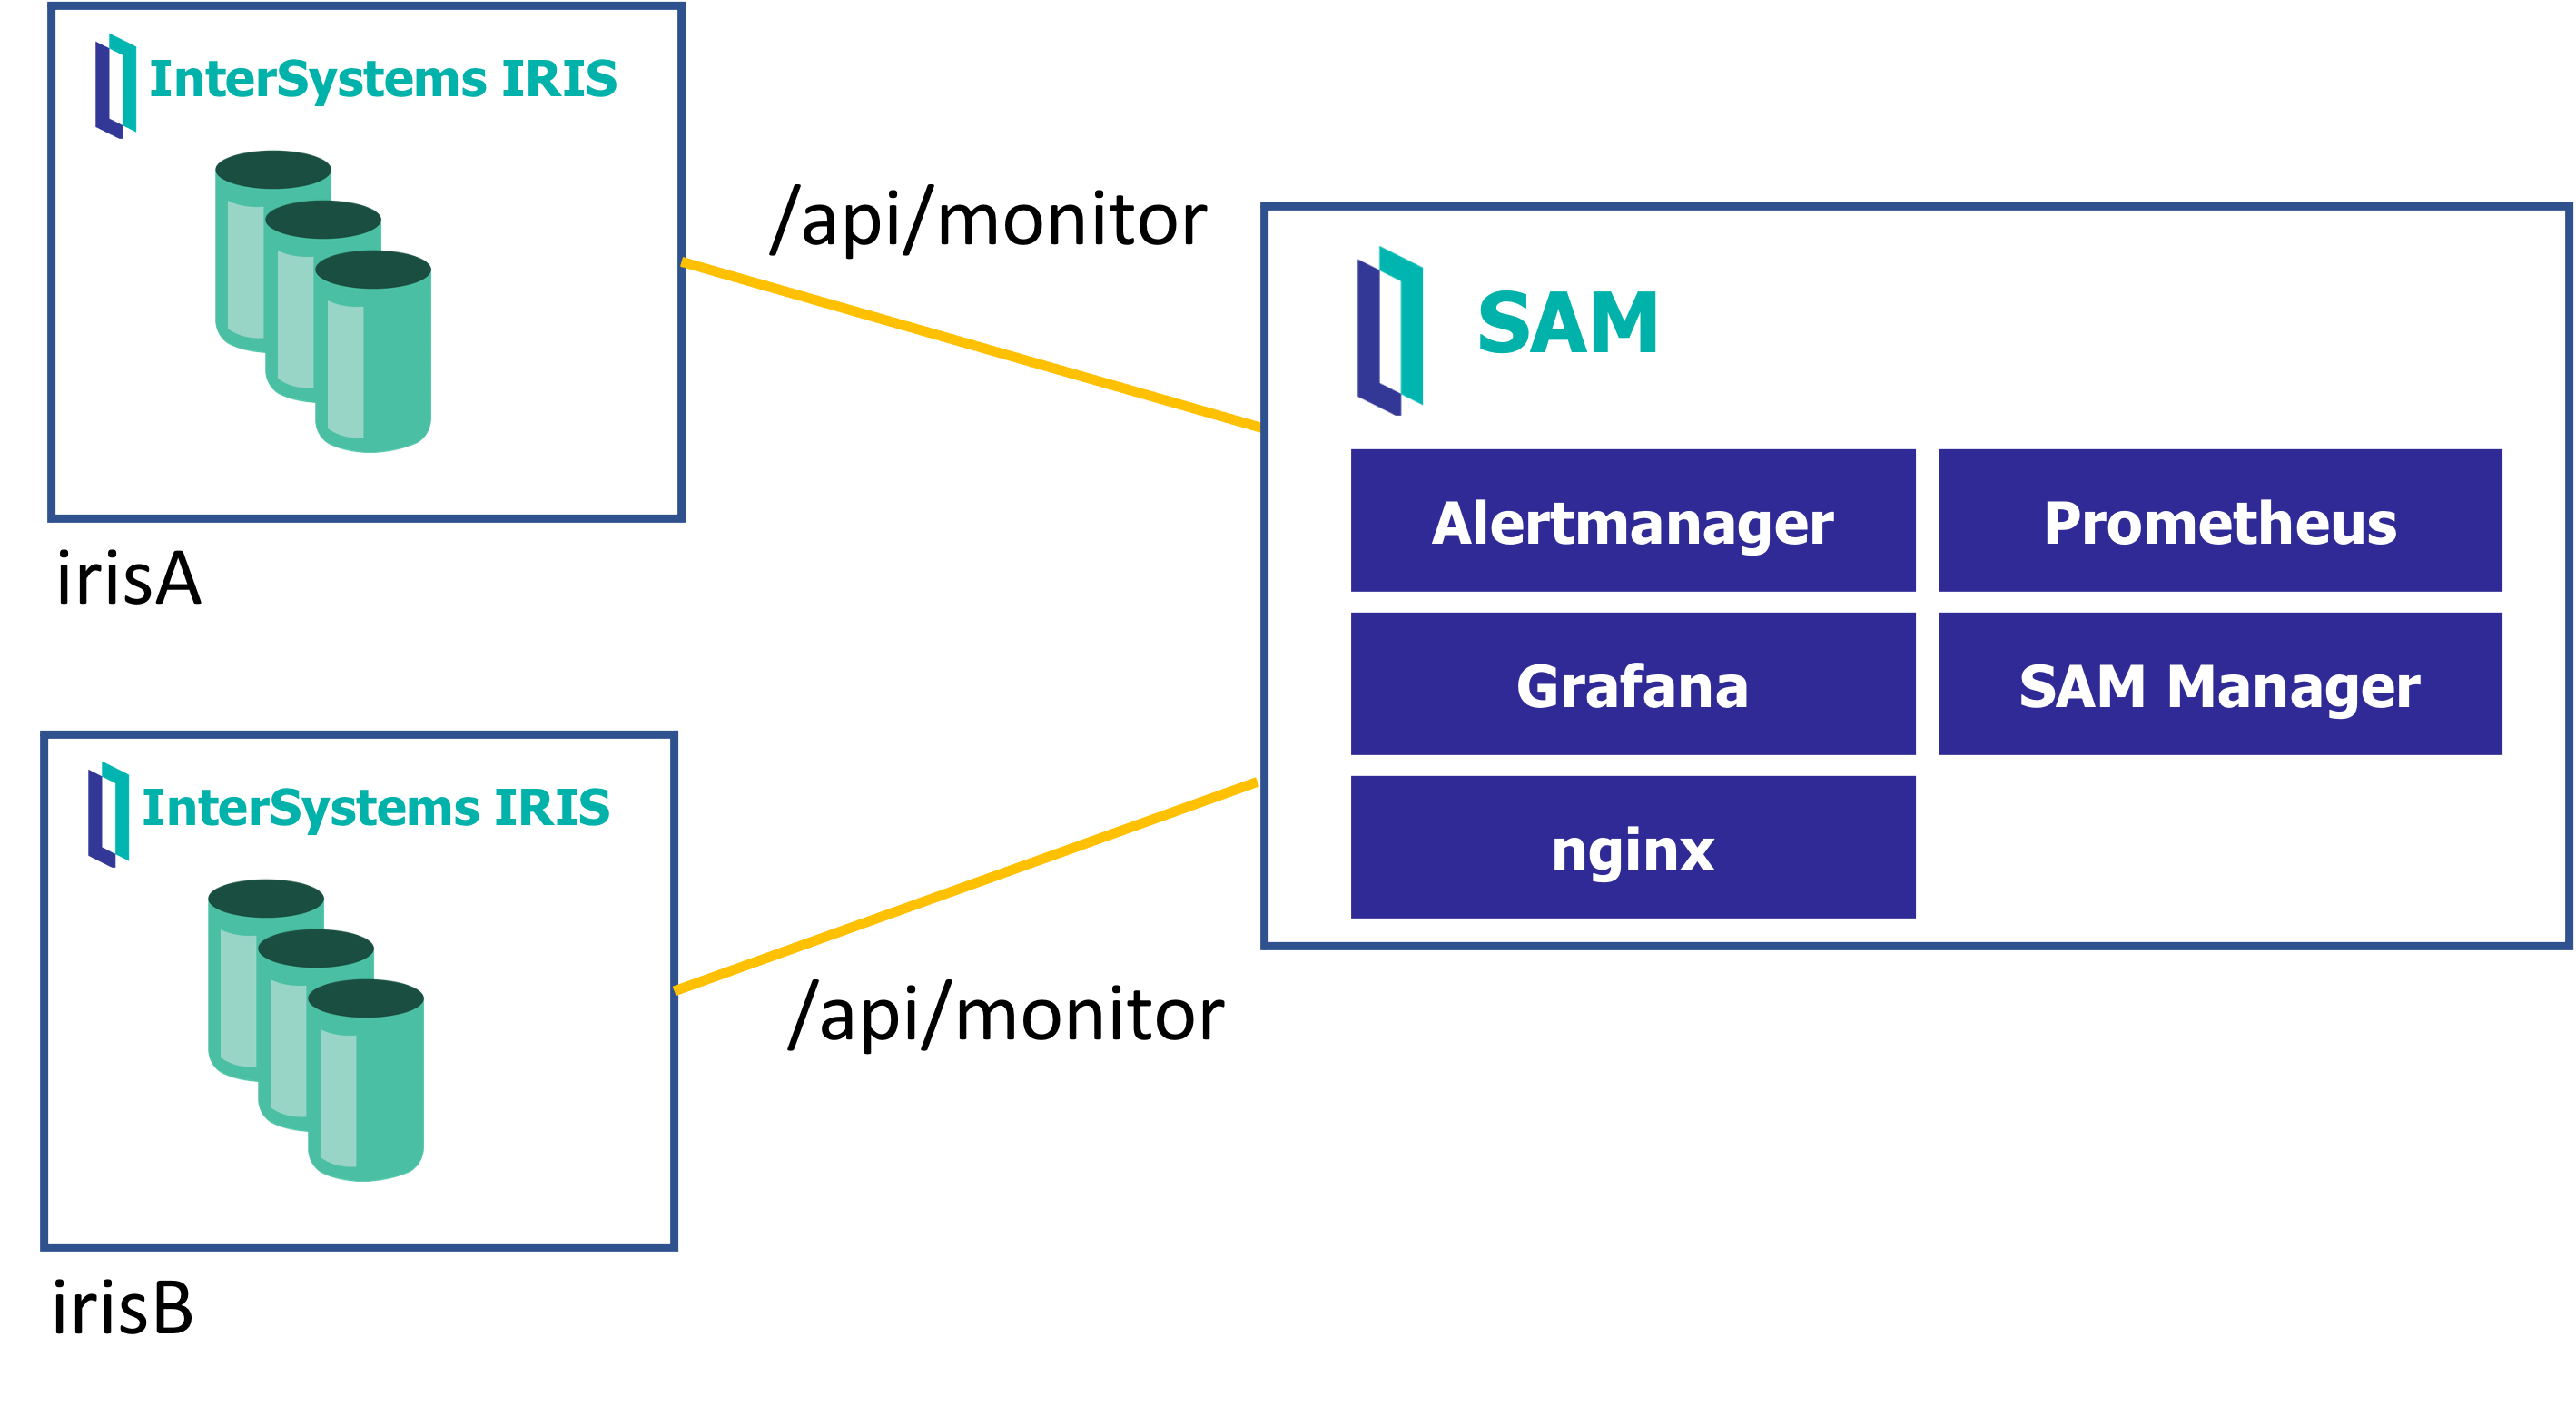 InterSystems IRIS
irisA
/api/monitor
SAM
Alertmanager
Prometheus
Grafana
SAM Manager
nginx
InterSystems IRIS
irisB
/api/monitor